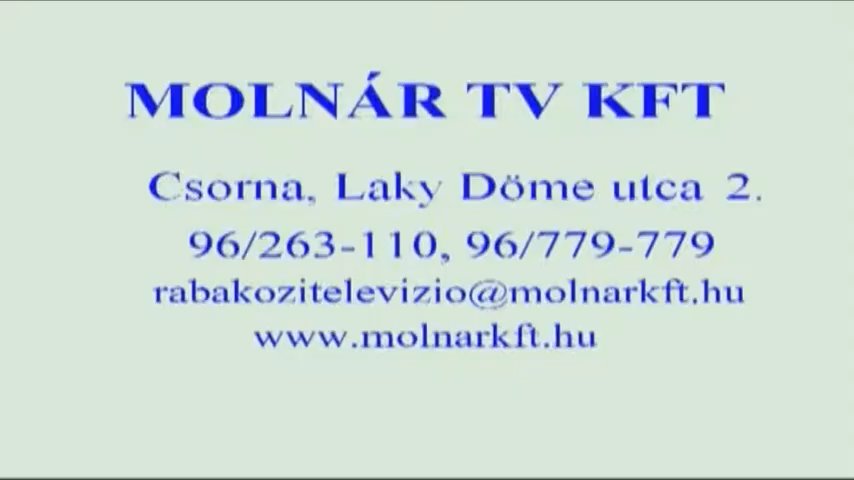 MOLNÁR TV KFT
Csorna, Laky Döme utca 2.
96/263-110, 96/779-779
rabakozitelevizio@molnarkft.hu
www.molnarkft.hu